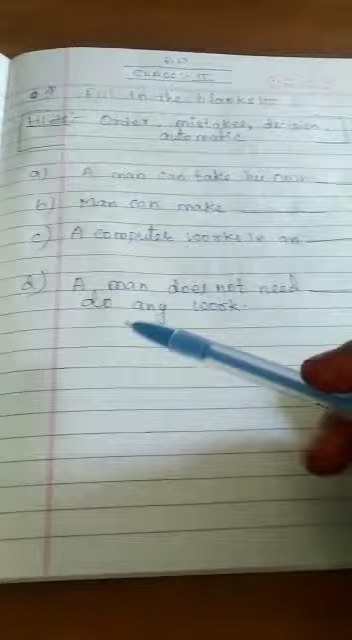 CLASS:- II
Fill in the blanks:-
Hints:- Order, mistakes, decision,
automatic
a) A man can take his own
b) Man can make
c) A computer works in an
d) A man does not need
do any work.